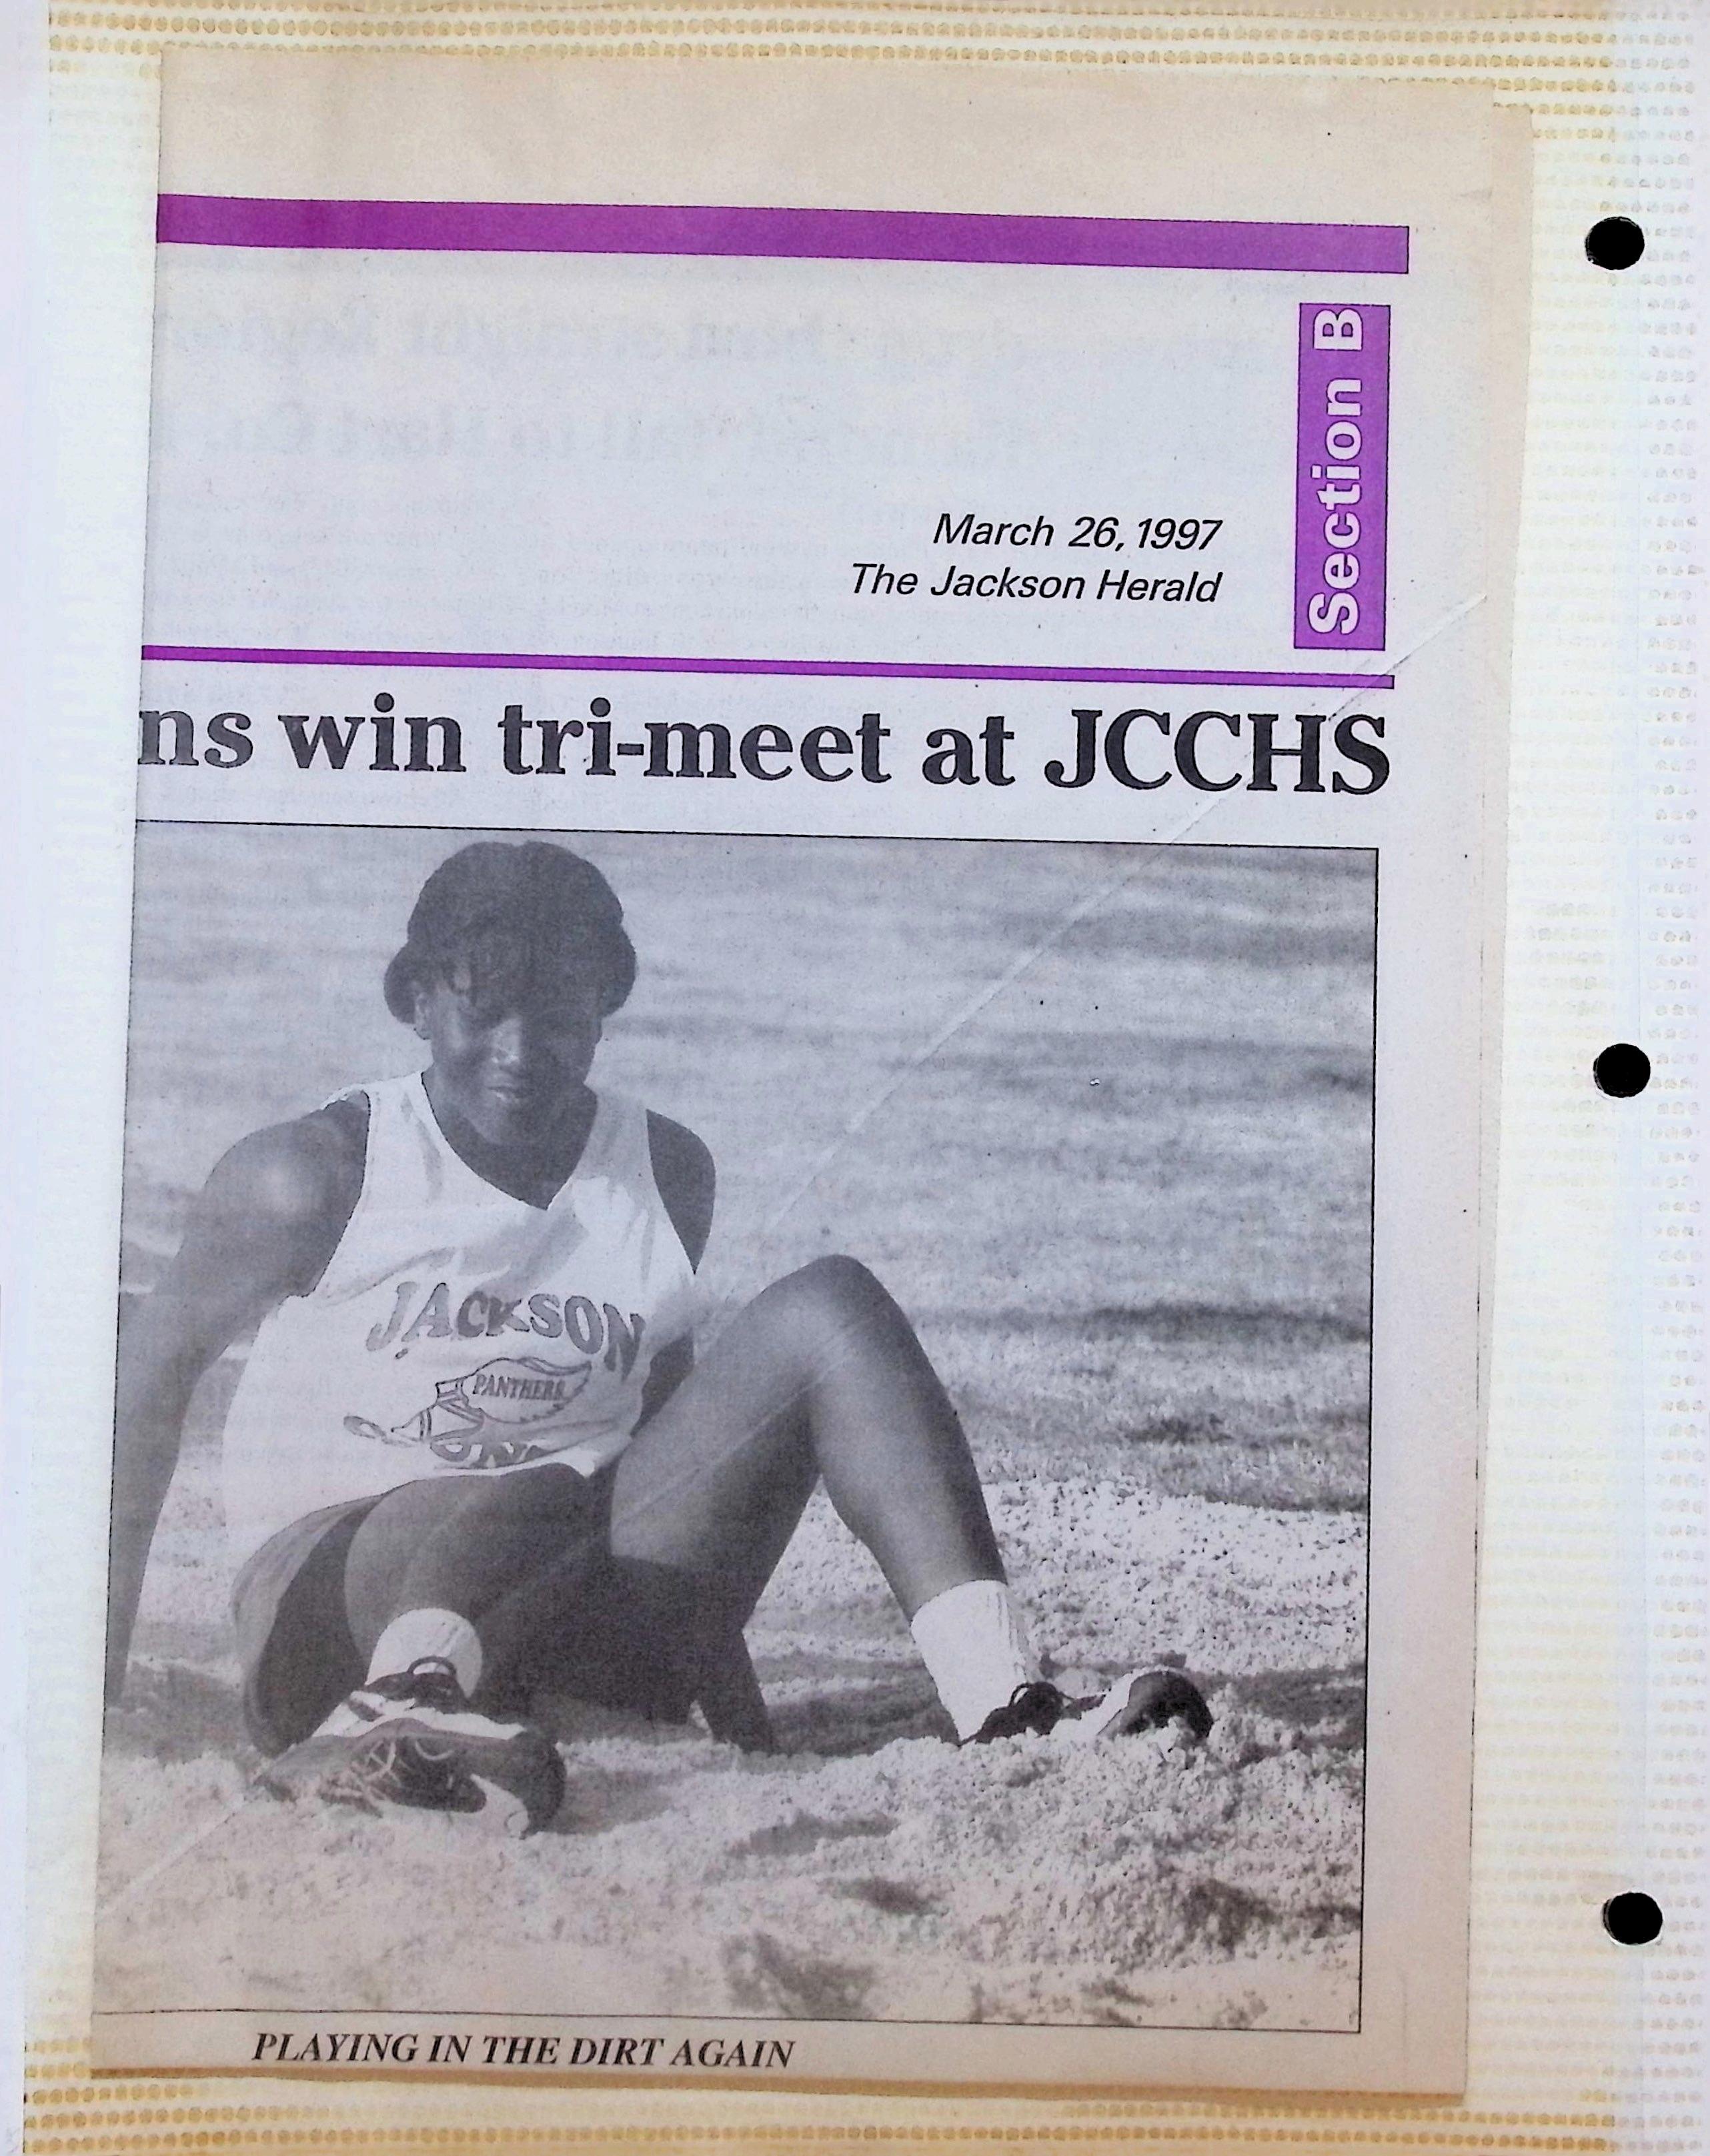 Section B
March 26, 1997
The Jackson Herald
ns win tri-meet at JCCHS
JACKSON
PANTHERS
PLAYING IN THE DIRT AGAIN